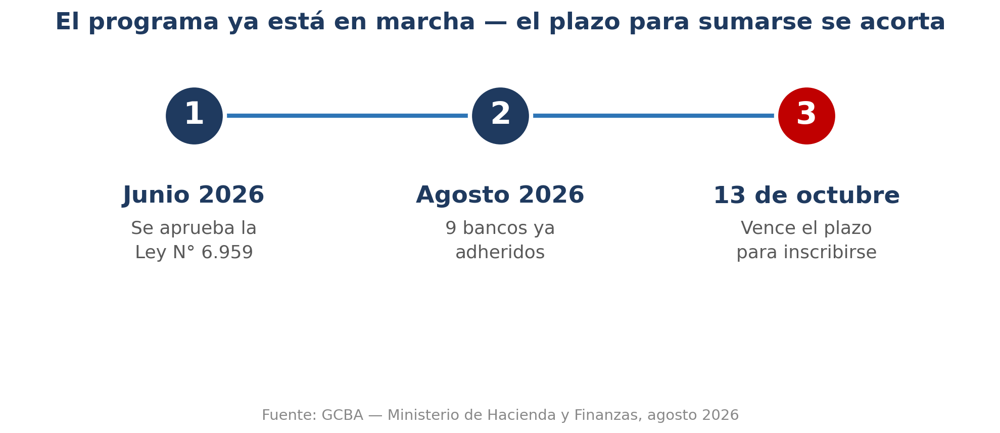 El programa ya está en marcha — el plazo para sumarse se acorta
1
2
3
Junio 2026
Se aprueba la
Ley N° 6.959
Agosto 2026
9 bancos ya
adheridos
13 de octubre
Vence el plazo
para inscribirse
Fuente: GCBA — Ministerio de Hacienda y Finanzas, agosto 2026